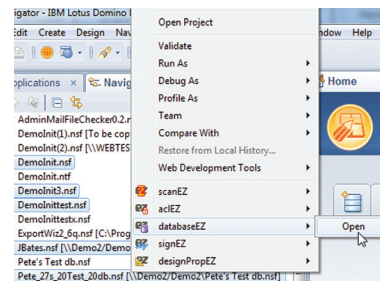 igator - IBM Lotus Domino
Edit Create Design Nav
ndow Help
pplications
Navig
Home
AdminMailFileChecker0.2.r
DemoInit(1).nsf [To be cop
DemoInit(2).nsf [\\WEBTES
DemoInit.nsf
DemoInit.ntf
DemoInit3.nsf
DemoInittest.nsf
DemoInittestz.nsf
ExportWiz2_6q.nsf [C:\Prog
JBates.nsf [\\Demo2/Demo
Pete's Test db.nsf
Pete_27s_20Test_20db.nsf [\\Demo2/Demo2\Pete's Test db.nsf]
Open Project
Validate
Run As
Debug As
Profile As
Team
Compare With
Restore from Local History...
Web Development Tools
scanEZ
aclEZ
databaseEZ
signEZ
designPropEZ
Open